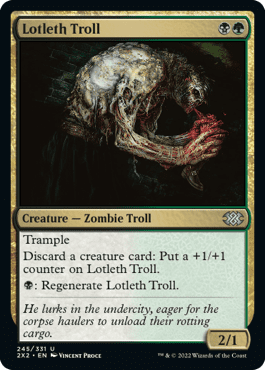 Lotleth Troll
Creature — Zombie Troll
Trample
Discard a creature card: Put a +1/+1
counter on Lotleth Troll.
: Regenerate Lotleth Troll.
He lurks in the undercity, eager for the
corpse haulers to unload their rotting
cargo.
2/1
245/331 U
2X2 • EN Vincent Proce
™ & © 2022 Wizards of the Coast